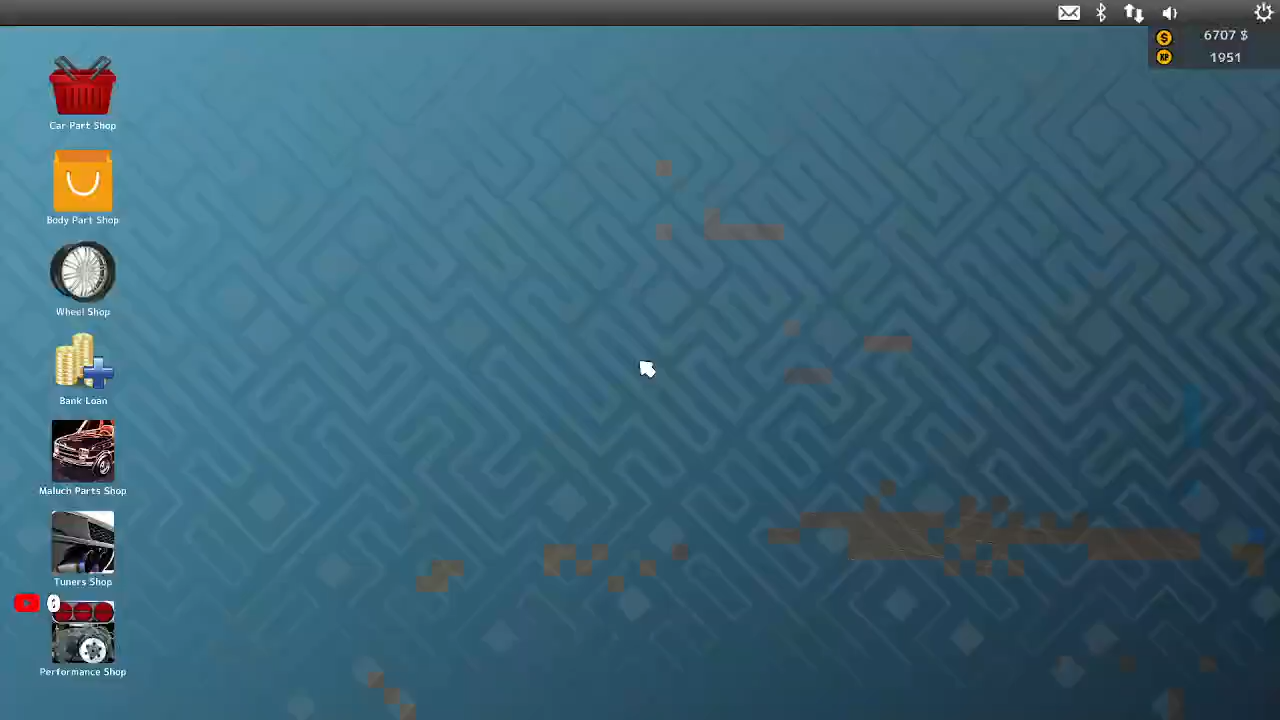 6707 $
XP
1951
Car Part Shop
Body Part Shop
Wheel Shop
Bank Loan
Maluch Parts Shop
Tuners Shop
0
Performance Shop